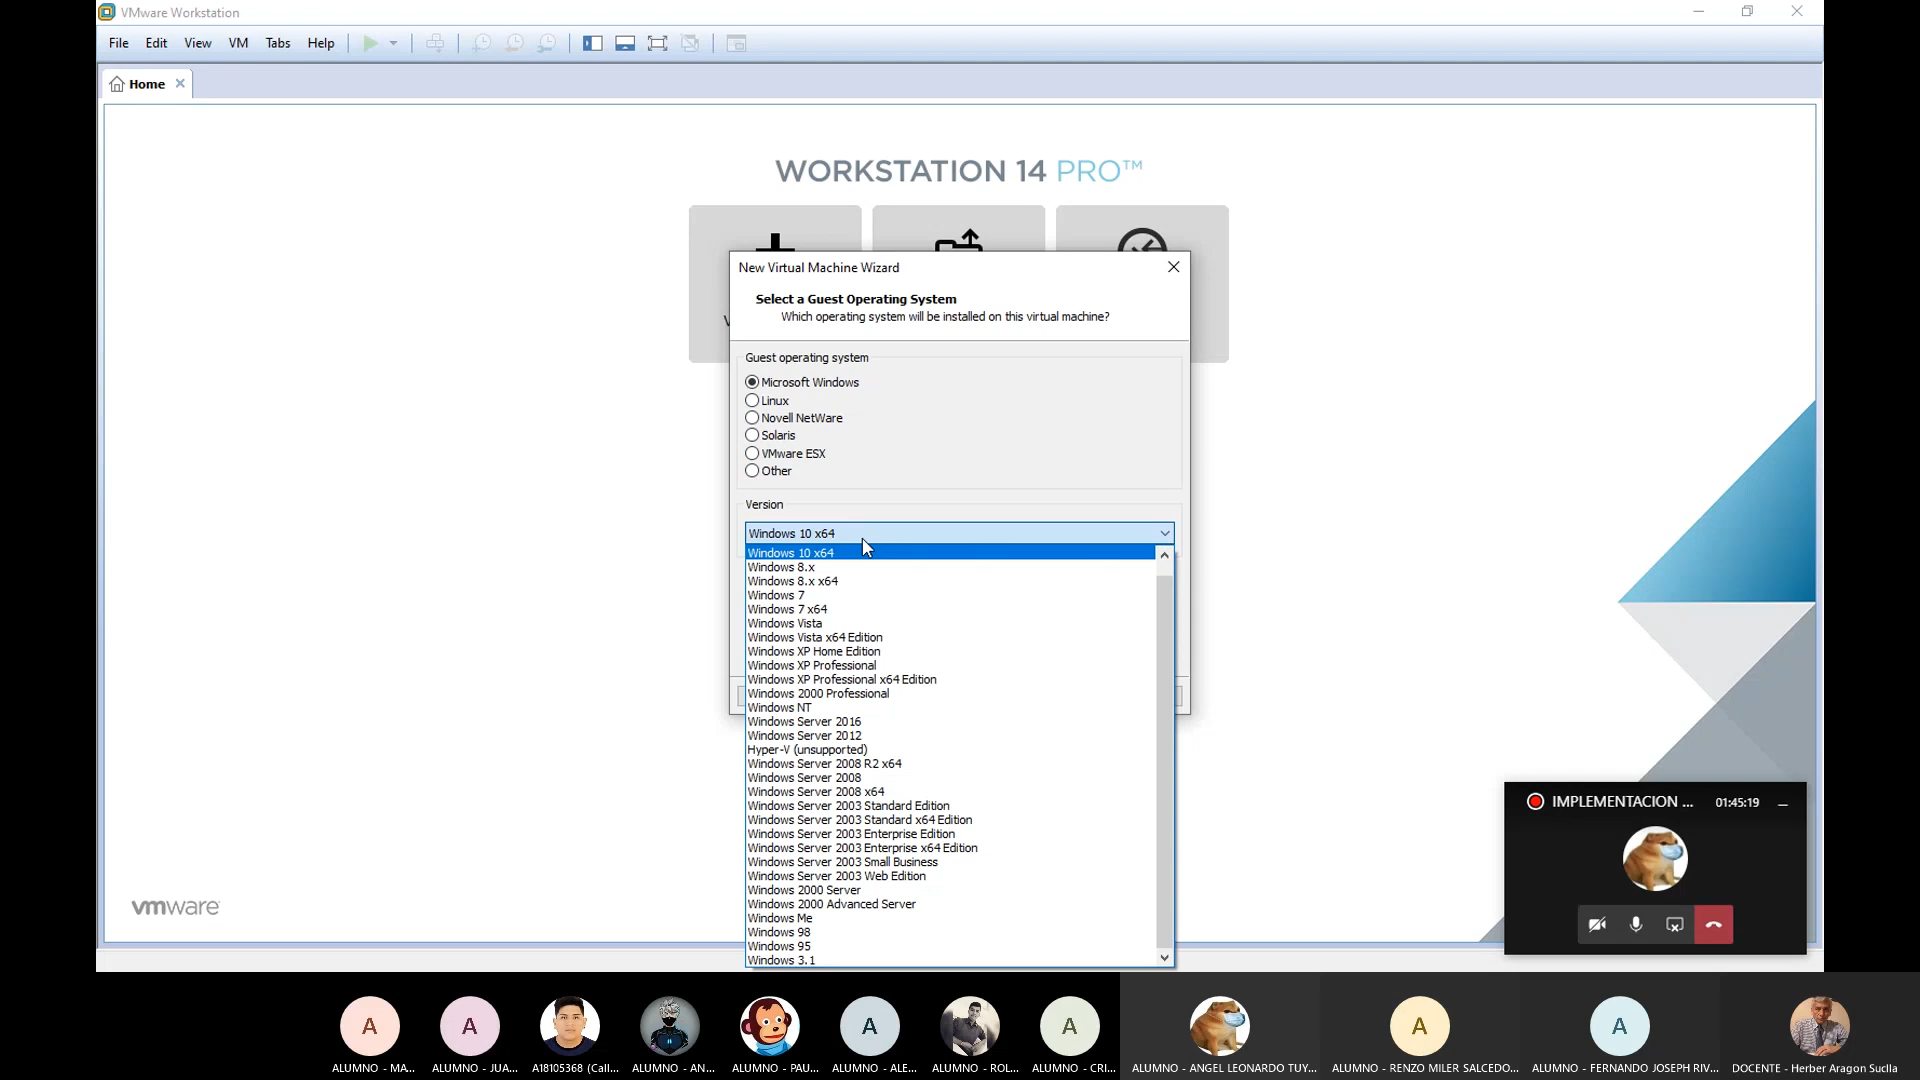 VMware Workstation
File Edit View VM Tabs Help
Home
WORKSTATION 14 PRO™
New Virtual Machine Wizard
Select a Guest Operating System
Which operating system will be installed on this virtual machine?
Guest operating system
Microsoft Windows
Linux
Novell NetWare
Solaris
VMware ESX
Other
Version
Windows 10 x64
Windows 10 x64
Windows 8.x
Windows 8.x x64
Windows 7
Windows 7 x64
Windows Vista
Windows Vista x64 Edition
Windows XP Home Edition
Windows XP Professional
Windows XP Professional x64 Edition
Windows 2000 Professional
Windows NT
Windows Server 2016
Windows Server 2012
Hyper-V (unsupported)
Windows Server 2008 R2 x64
Windows Server 2008
Windows Server 2008 x64
Windows Server 2003 Standard Edition
Windows Server 2003 Standard x64 Edition
Windows Server 2003 Enterprise Edition
Windows Server 2003 Enterprise x64 Edition
Windows Server 2003 Small Business
Windows Server 2003 Web Edition
Windows 2000 Server
Windows 2000 Advanced Server
Windows Me
Windows 98
Windows 95
Windows 3.1
vmware
IMPLEMENTACION ... 01:45:19
A A A A A A
ALUMNO - MA... ALUMNO - JUA... A18105368 (Call... ALUMNO - AN... ALUMNO - PAU... ALUMNO - ALE... ALUMNO - ROL... ALUMNO - CRI... ALUMNO - ANGEL LEONARDO TUY... ALUMNO - RENZO MILER SALCEDO... ALUMNO - FERNANDO JOSEPH RIV... DOCENTE - Herber Aragon Suclla